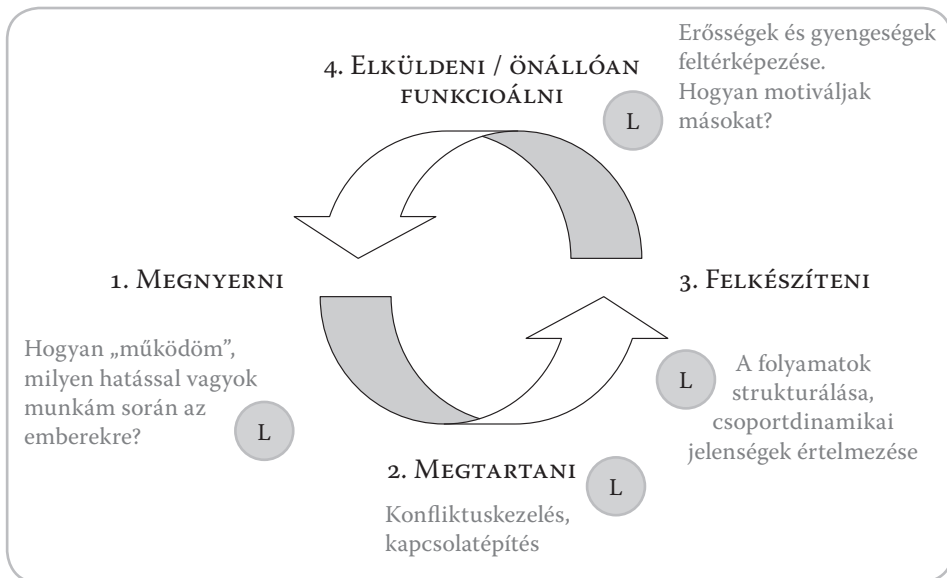 Erősségek és gyengeségek
feltérképezése.
Hogyan motiváljak
másokat?
L
4. Elküldeni / önállóan
funkcioálni
1. Megnyerni
Hogyan „működöm”,
milyen hatással vagyok
munkám során az
emberekre?
L
3. Felkészíteni
L
A folyamatok
strukturálása,
csoportdinamikai
jelenségek értelmezése
2. Megtartani
L
Konfliktuskezelés,
kapcsolatépítés